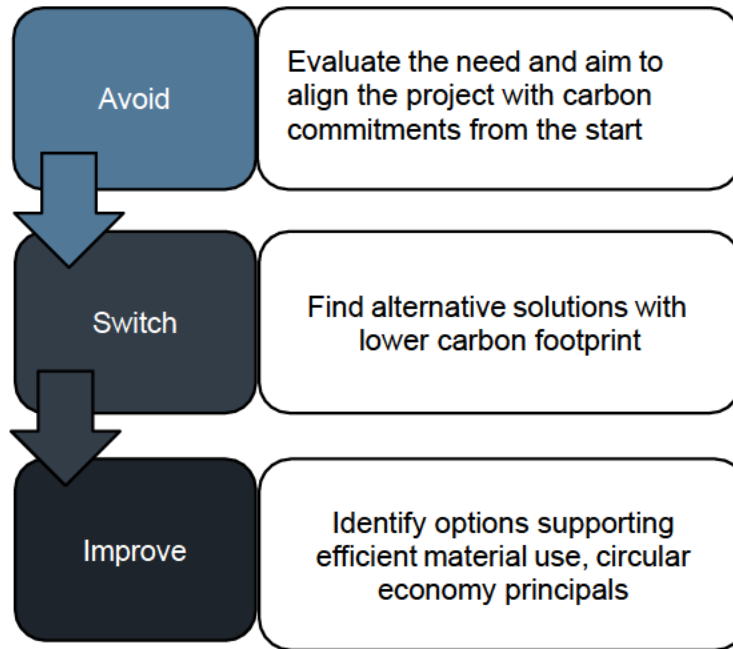 Avoid
Evaluate the need and aim to
align the project with carbon
commitments from the start
Switch
Find alternative solutions with
lower carbon footprint
Improve
Identify options supporting
efficient material use, circular
economy principals